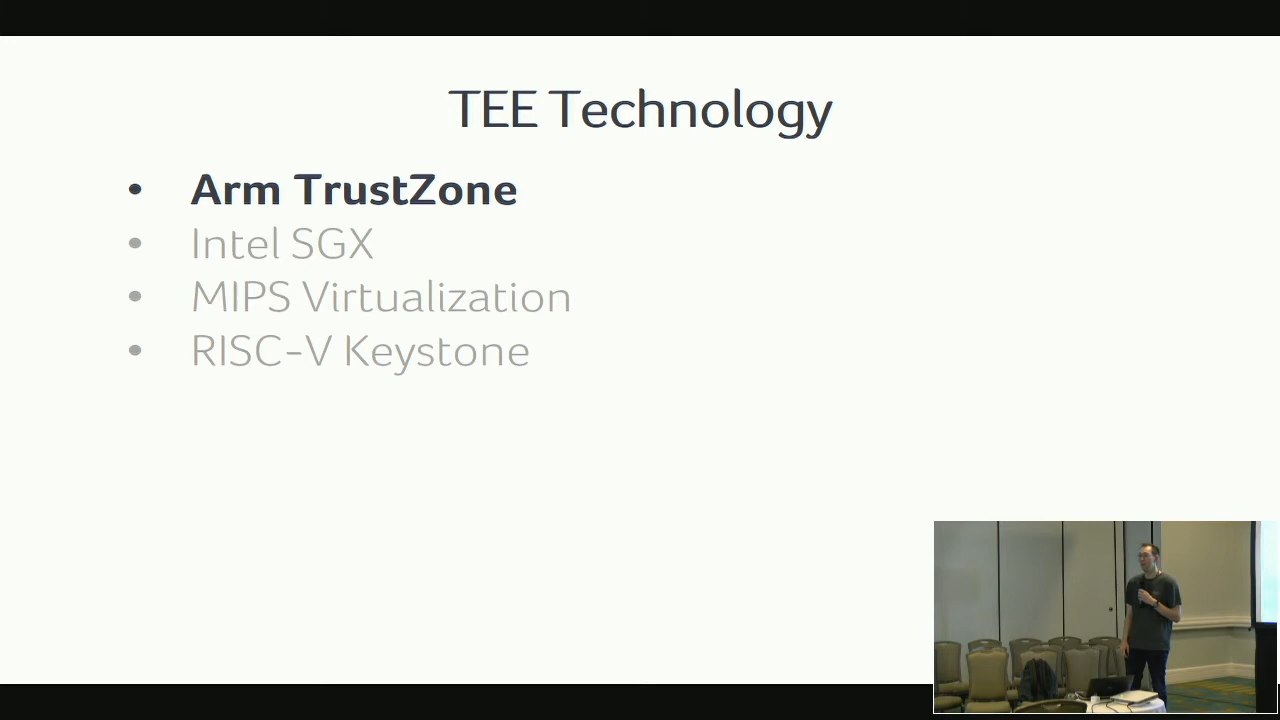 TEE Technology
• Arm TrustZone
• Intel SGX
• MIPS Virtualization
• RISC-V Keystone